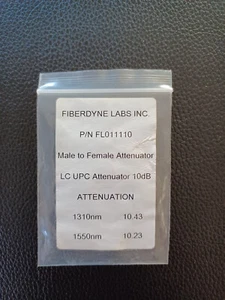 FIBERDYNE LABS INC.
P/N FL011110
Male to Female Attenuator
LC UPC Attenuator 10dB
ATTENUATION
1310nm 10.43
1550nm 10.23